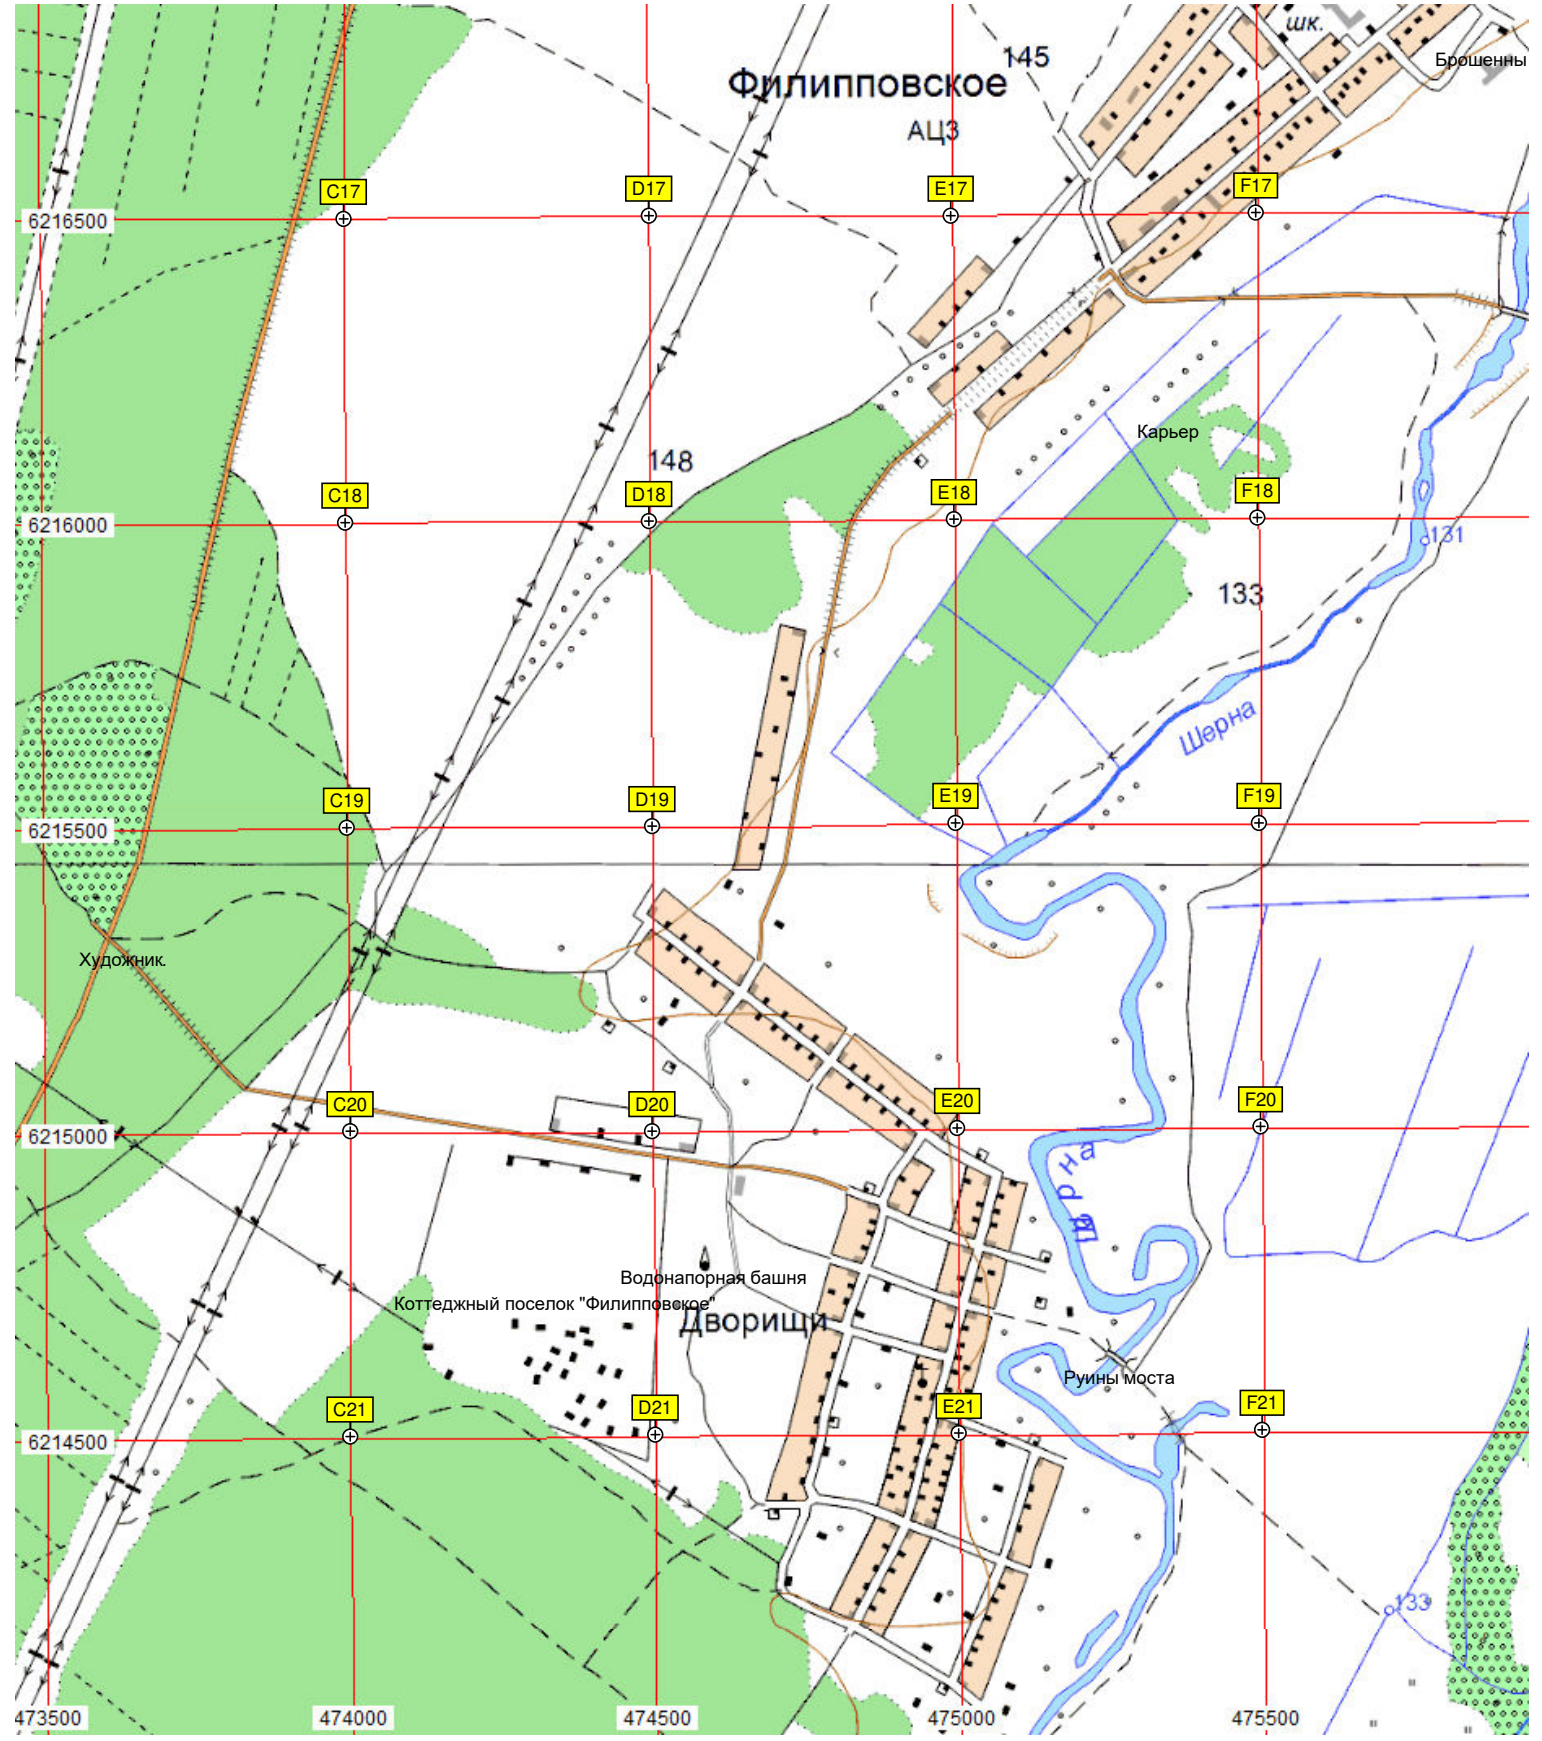 шк.
145
Брошенны
Филипповское
АЦЗ
C17
D17
E17
F17
6216500
Карьер
148
C18
D18
E18
F18
6216000
131
133
Шерна
C19
D19
E19
F19
6215500
Художник.
C20
D20
E20
F20
6215000
Водонапорная башня
Коттеджный поселок "Филипповское"
Дворищи
Руины моста
C21
D21
E21
F21
6214500
133
473500
474000
474500
475000
475500